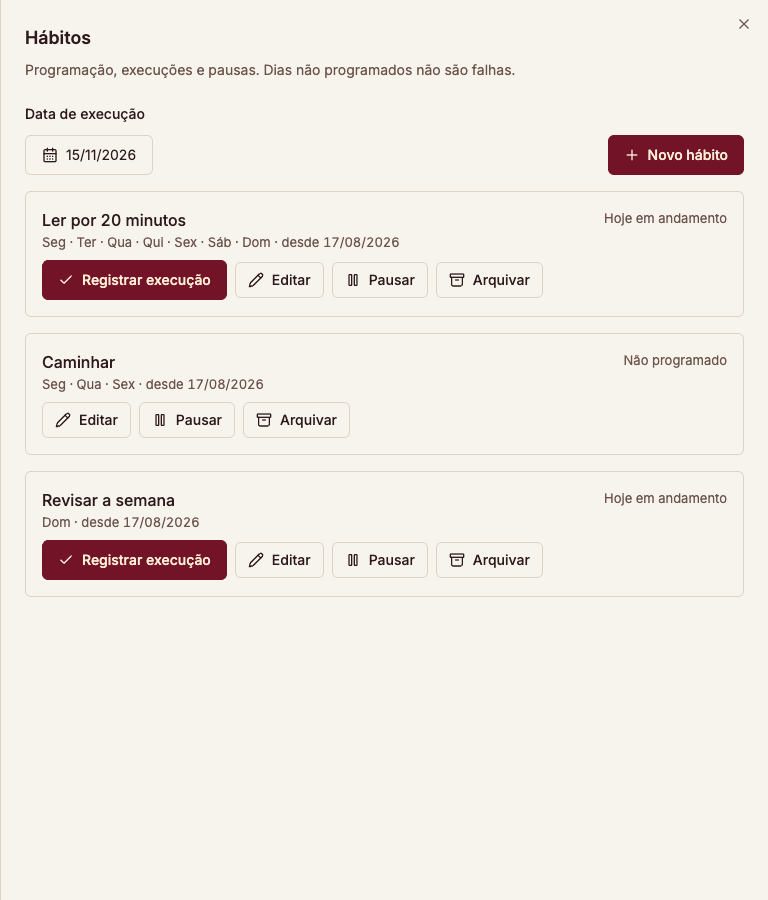 Hábitos
Programação, execuções e pausas. Dias não programados não são falhas.
Data de execução
15/11/2026
Novo hábito
Ler por 20 minutos
Hoje em andamento
Seg · Ter · Qua · Qui · Sex · Sáb · Dom · desde 17/08/2026
Registrar execução
Editar
Pausar
Arquivar
Caminhar
Não programado
Seg · Qua · Sex · desde 17/08/2026
Editar
Pausar
Arquivar
Revisar a semana
Hoje em andamento
Dom · desde 17/08/2026
Registrar execução
Editar
Pausar
Arquivar